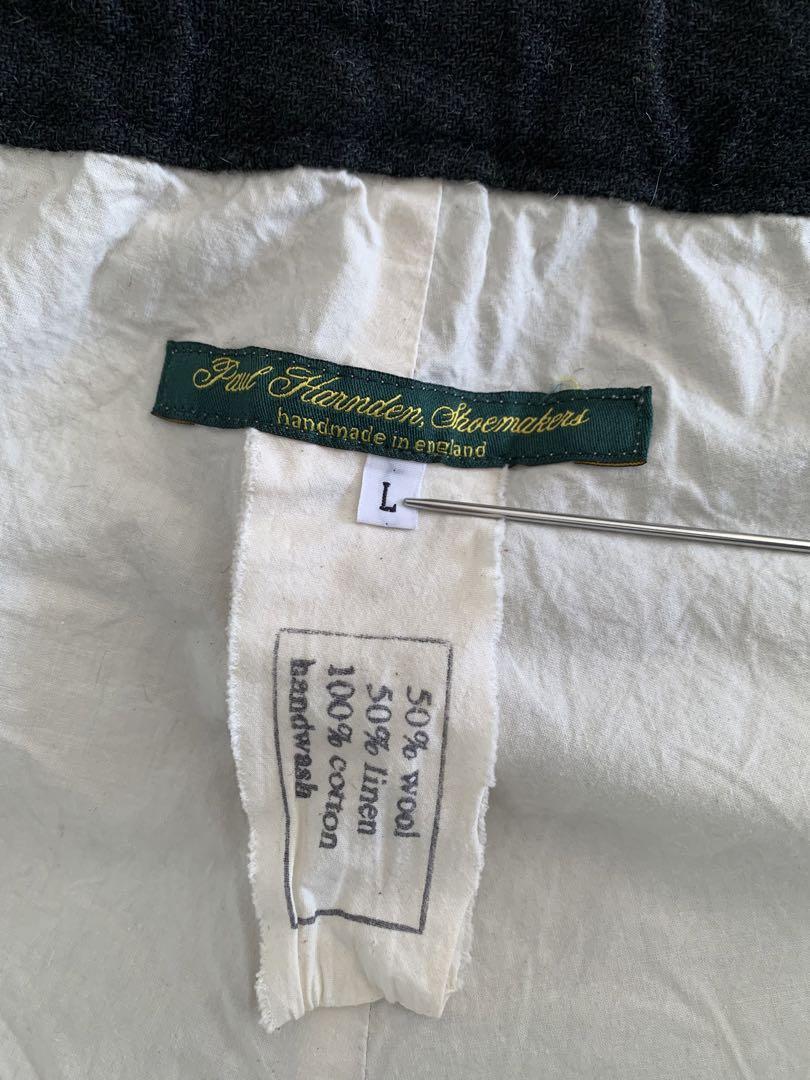 Paul Harnden, Shoemakers
handmade in england
L
50% wool
50% linen
100% cotton
handwash